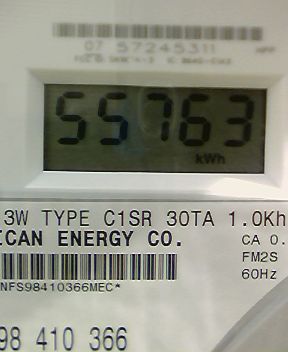 07 57245311
55763
kWh
3W TYPE C1SR 30TA 1.0Kh
ICAN ENERGY CO.
CA 0.
FM2S
60Hz
NFS98410366MEC*
98 410 366